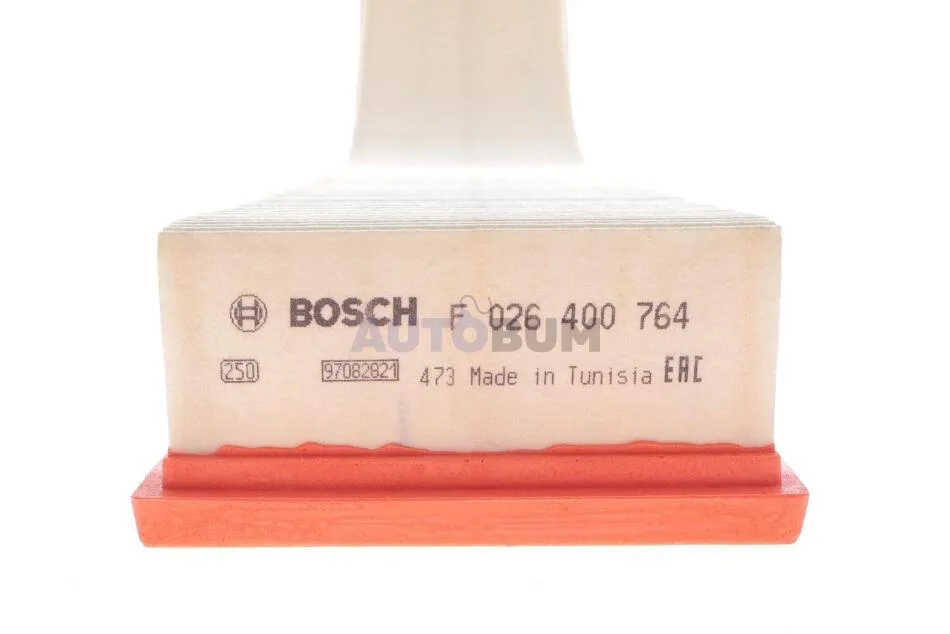 BOSCH F 026 400 764
AUTOBUM
250 97082821 473 Made in Tunisia EAC